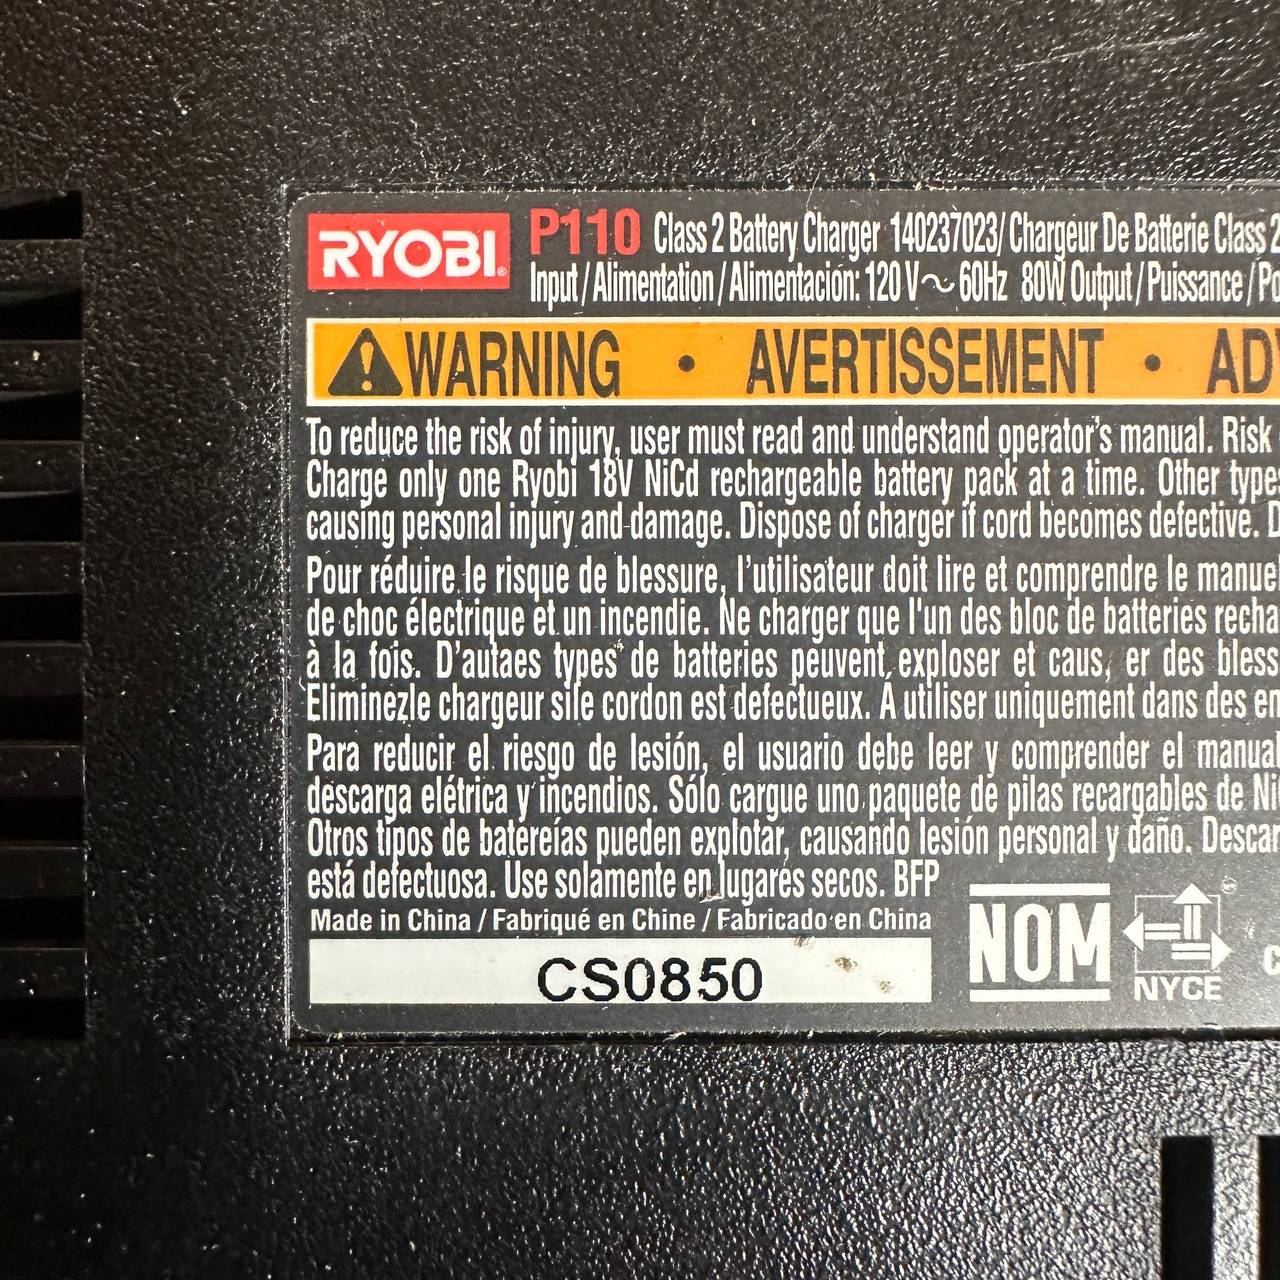 RYOBI P110 Class 2 Battery Charger 140237023/ Chargeur De Batterie Class 2
Input / Alimentation / Alimentación: 120 V~ 60Hz 80W Output / Puissance /
WARNING • AVERTISSEMENT •
To reduce the risk of injury, user must read and understand operator's manual. Risk
Charge only one Ryobi 18V NiCd rechargeable battery pack at a time. Other types
causing personal injury and damage. Dispose of charger if cord becomes defective.
Pour réduire le risque de blessure, l'utilisateur doit lire et comprendre le
de choc électrique et un incendie. Ne charger que l'un des bloc de batteries
à la fois. D'autaes types de batteries peuvent exploser et caus, er des
Eliminezle chargeur sile cordon est defectueux. À utiliser uniquement dans des
Para reducir el riesgo de lesión, el usuario debe leer y comprender el manual
descarga elétrica y incendios. Sólo cargue uno paquete de pilas recargables de
Otros tipos de batereías pueden explotar, causando lesión personal y daño.
está defectuosa. Use solamente en lugares secos. BFP
Made in China / Fabriqué en Chine / Fabricado en China
CS0850
NOM
NYCE